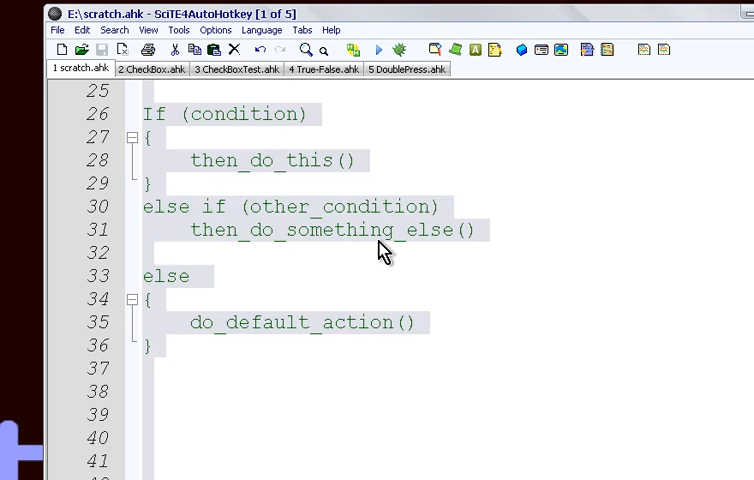 E:\scratch.ahk - SciTE4AutoHotkey [1 of 5]
File Edit Search View Tools Options Language Tabs Help
1 scratch.ahk 2 CheckBox.ahk 3 CheckBoxTest.ahk 4 True-False.ahk 5 DoublePress.ahk
25
26 If (condition)
27 {
28 then_do_this()
29 }
30 else if (other_condition)
31 then_do_something_else()
32
33 else
34 {
35 do_default_action()
36 }
37
38
39
40
41